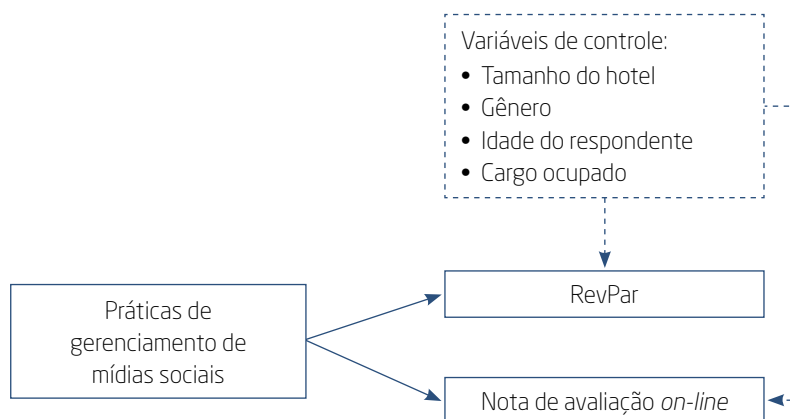 Variáveis de controle:
• Tamanho do hotel
• Gênero
• Idade do respondente
• Cargo ocupado
RevPar
Práticas de
gerenciamento de
mídias sociais
Nota de avaliação on-line